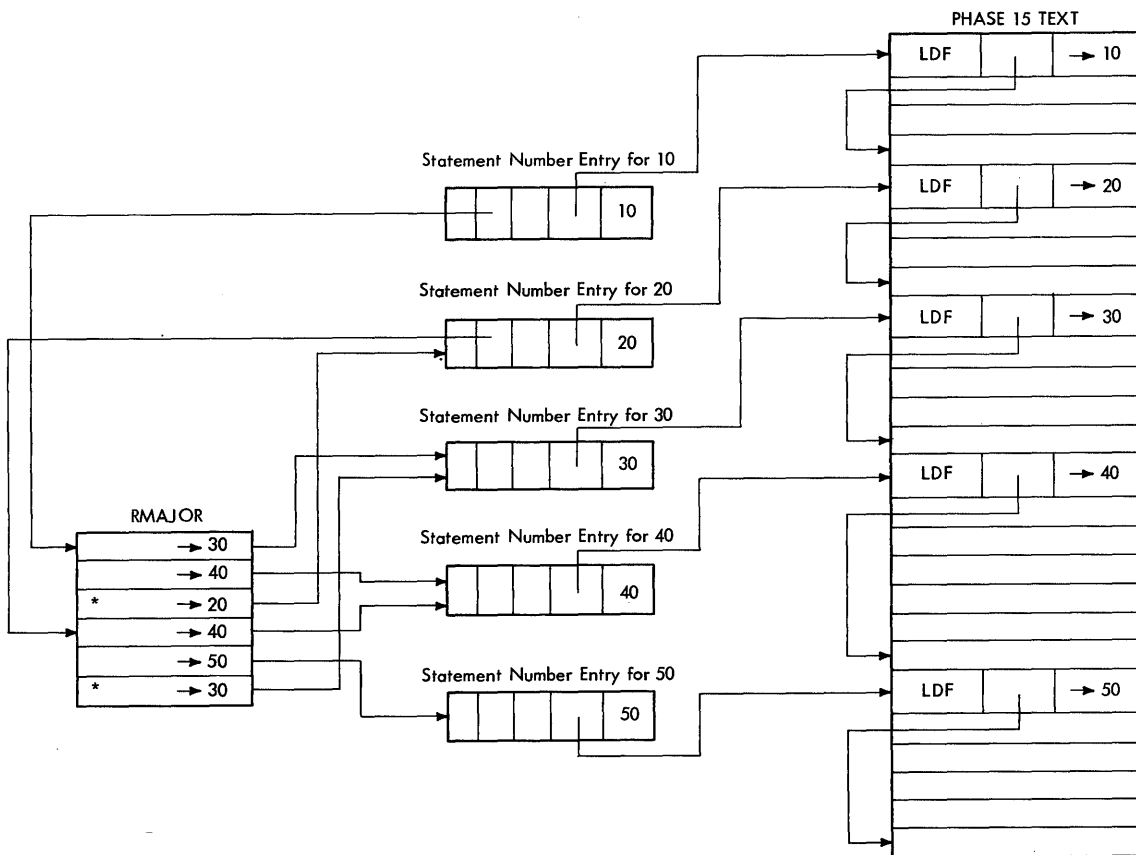 PHASE 15 TEXT
LDF → 10
Statement Number Entry for 10
10
LDF → 20
Statement Number Entry for 20
20
LDF → 30
Statement Number Entry for 30
30
LDF → 40
RMAJOR
→ 30
→ 40
* → 20
→ 40
→ 50
* → 30
Statement Number Entry for 40
40
Statement Number Entry for 50
50
LDF → 50